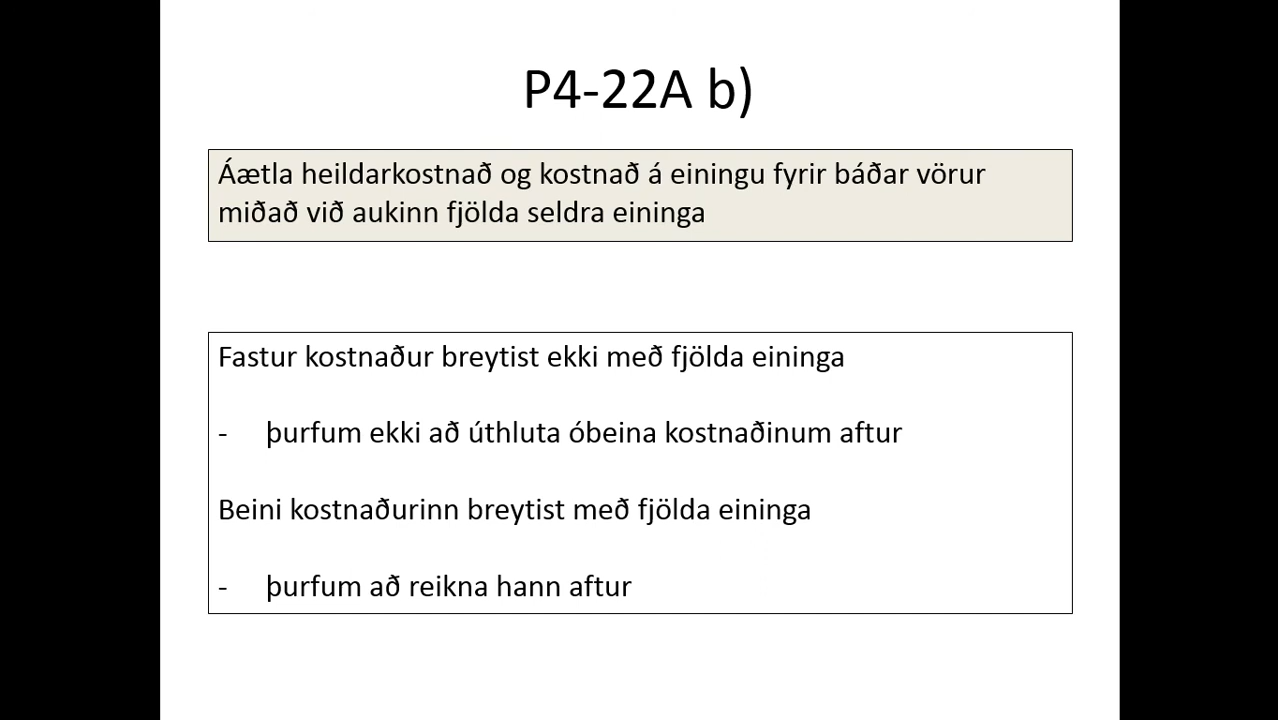 P4-22A b)
Áætla heildarkostnað og kostnað á einingu fyrir báðar vörur
miðað við aukinn fjölda seldra eininga
Fastur kostnaður breytist ekki með fjölda eininga
- þurfum ekki að úthluta óbeina kostnaðinum aftur
Beini kostnaðurinn breytist með fjölda eininga
- þurfum að reikna hann aftur